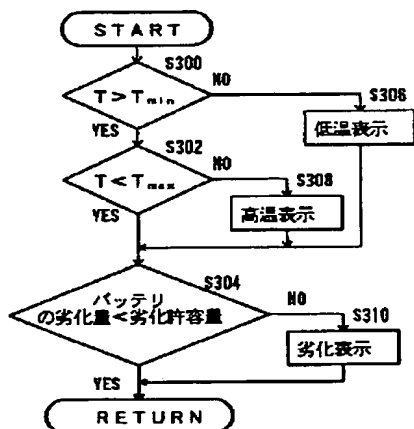 START
S300
T>Tmin
NO
S306
低温表示
YES
S302
T<Tmax
NO
S308
高温表示
YES
S304
バッテリ
の劣化量<劣化許容量
NO
S310
劣化表示
YES
RETURN